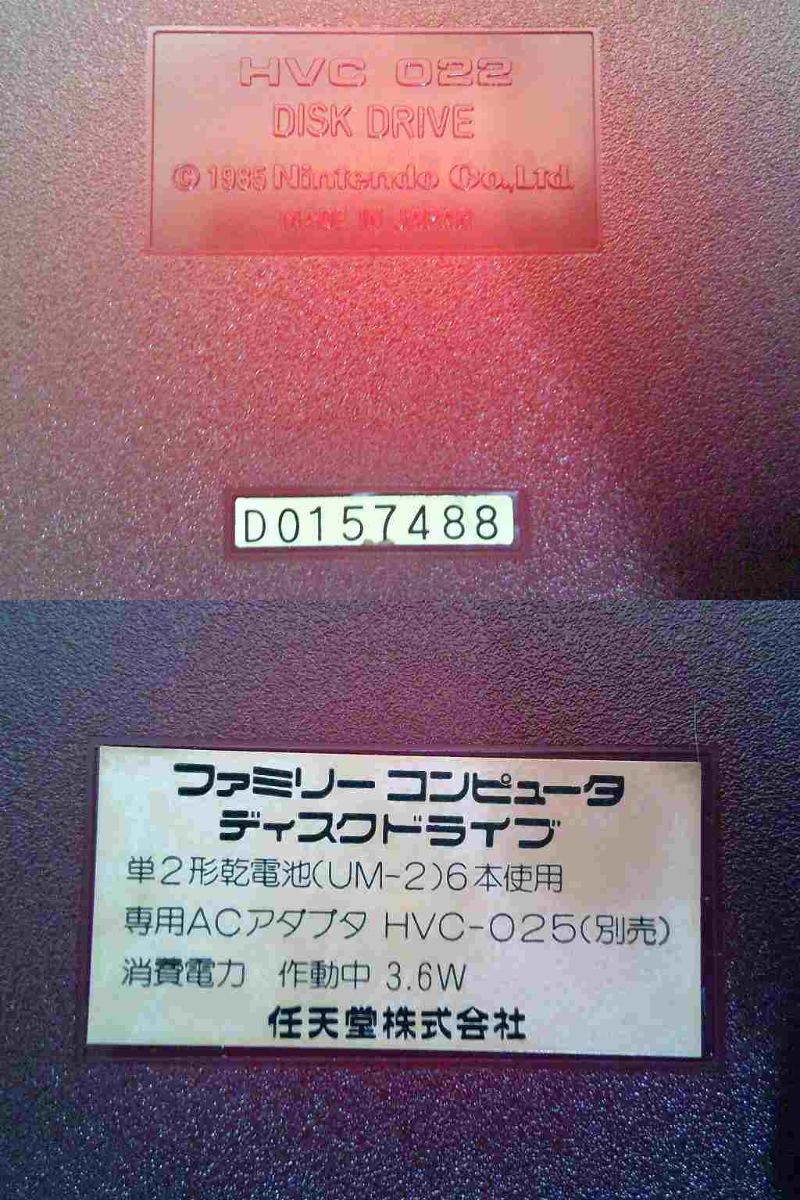 HVC 022
DISK DRIVE
© 1985 Nintendo Co.,Ltd.
MADE IN JAPAN
D0157488
ファミリー コンピュータ
ディスクドライブ
単2形乾電池(UM-2)6本使用
専用ACアダプタ HVC-025(別売)
消費電力 作動中 3.6W
任天堂株式会社